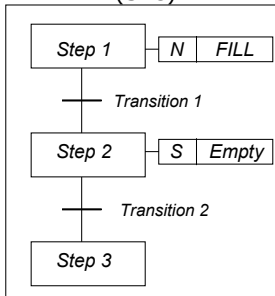 Step 1 N FILL
Transition 1
Step 2 S Empty
Transition 2
Step 3